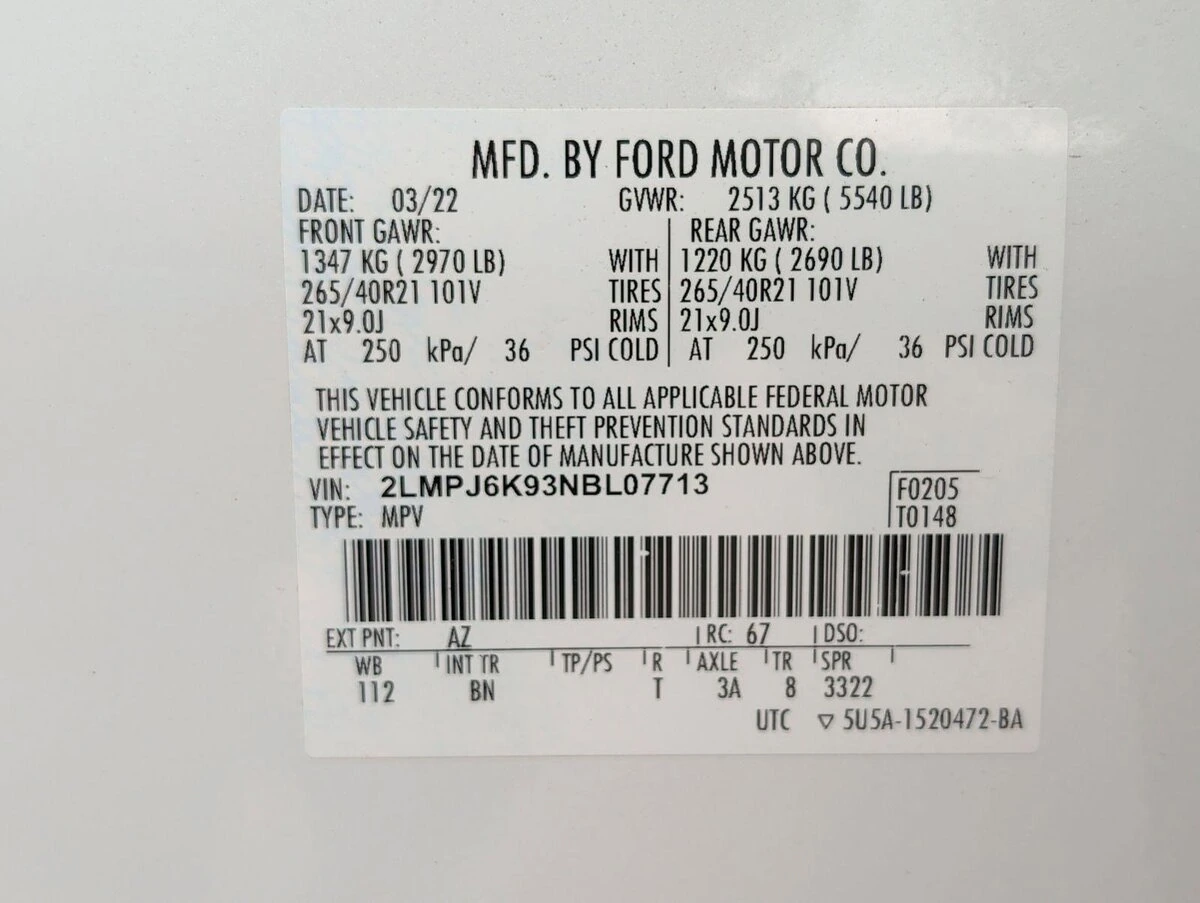 MFD. BY FORD MOTOR CO.
DATE: 03/22 GVWR: 2513 KG ( 5540 LB)
FRONT GAWR: REAR GAWR:
1347 KG ( 2970 LB) WITH 1220 KG ( 2690 LB) WITH
265/40R21 101V TIRES 265/40R21 101V TIRES
21x9.0J RIMS 21x9.0J RIMS
AT 250 kPa/ 36 PSI COLD AT 250 kPa/ 36 PSI COLD
THIS VEHICLE CONFORMS TO ALL APPLICABLE FEDERAL MOTOR
VEHICLE SAFETY AND THEFT PREVENTION STANDARDS IN
EFFECT ON THE DATE OF MANUFACTURE SHOWN ABOVE.
VIN: 2LMPJ6K93NBL07713 F0205
TYPE: MPV T0148
EXT PNT: AZ RC: 67 DSO:
WB INT TR TP/PS R AXLE TR SPR
112 BN T 3A 8 3322
UTC ▽ 5U5A-1520472-BA